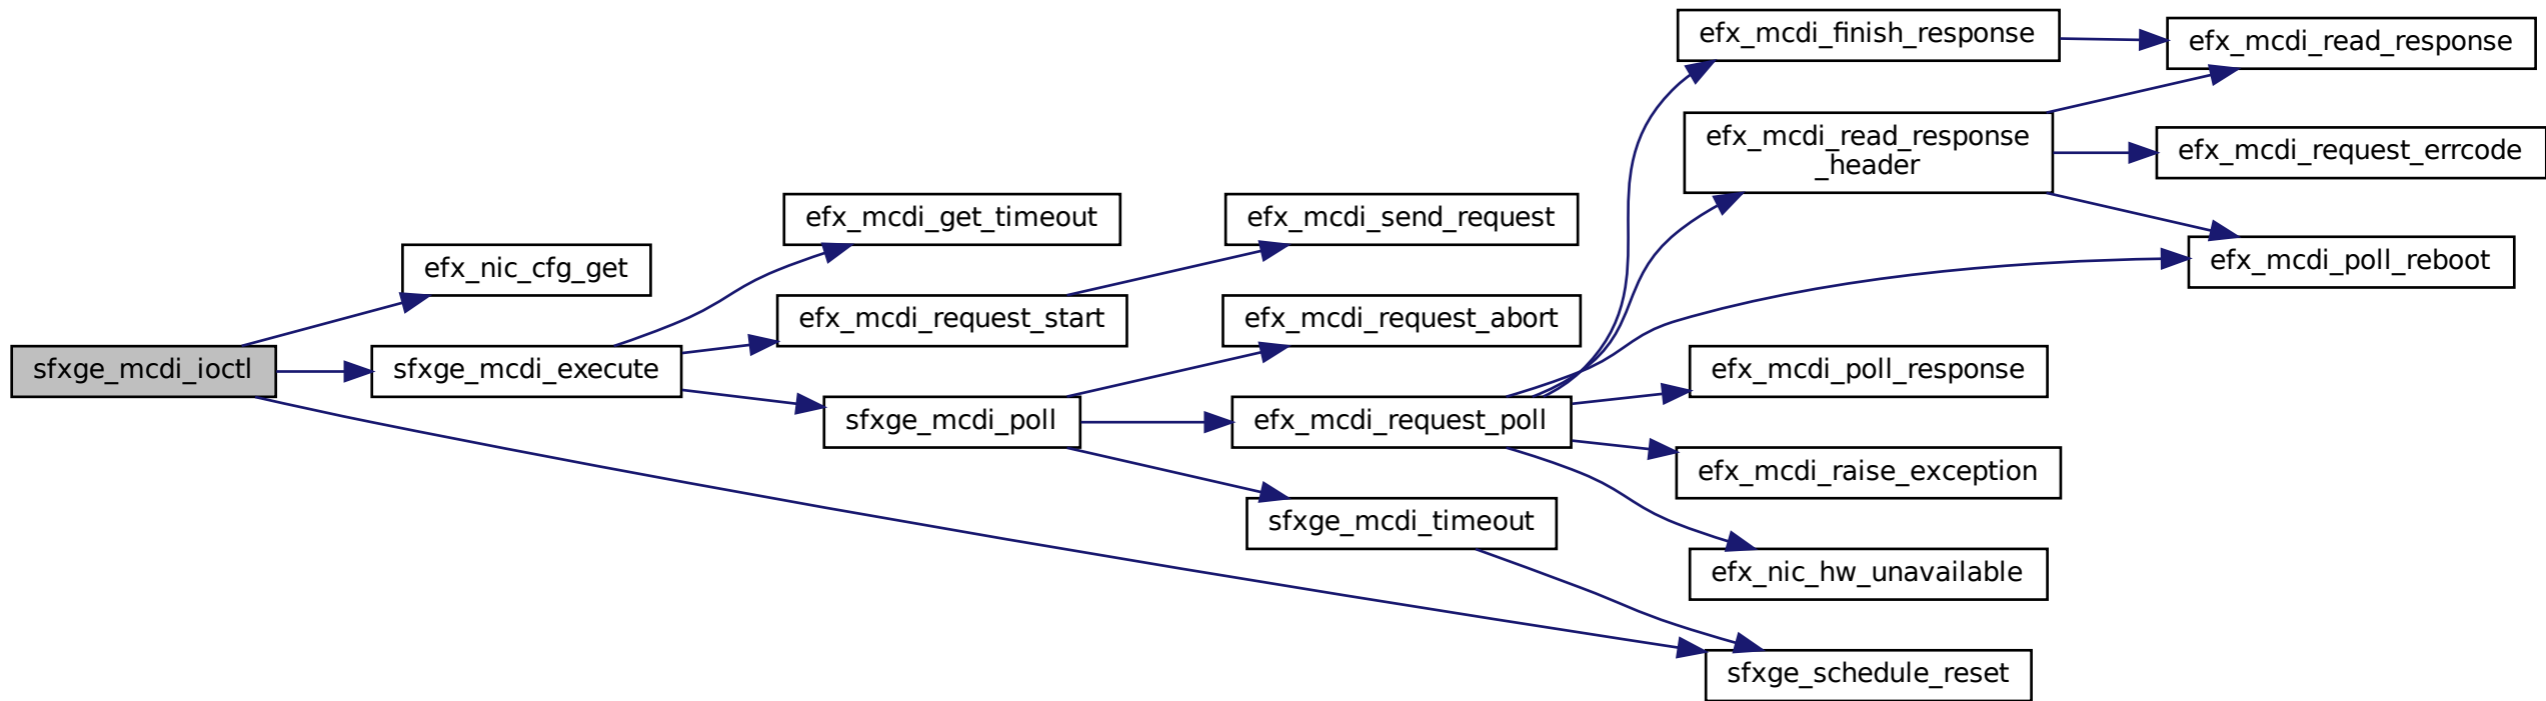 sfxge_mcdi_ioctl
efx_nic_cfg_get
sfxge_mcdi_execute
efx_mcdi_get_timeout
efx_mcdi_request_start
sfxge_mcdi_poll
efx_mcdi_send_request
efx_mcdi_request_abort
efx_mcdi_request_poll
sfxge_mcdi_timeout
efx_mcdi_finish_response
efx_mcdi_read_response
_header
efx_mcdi_poll_response
efx_mcdi_raise_exception
efx_nic_hw_unavailable
sfxge_schedule_reset
efx_mcdi_read_response
efx_mcdi_request_errcode
efx_mcdi_poll_reboot